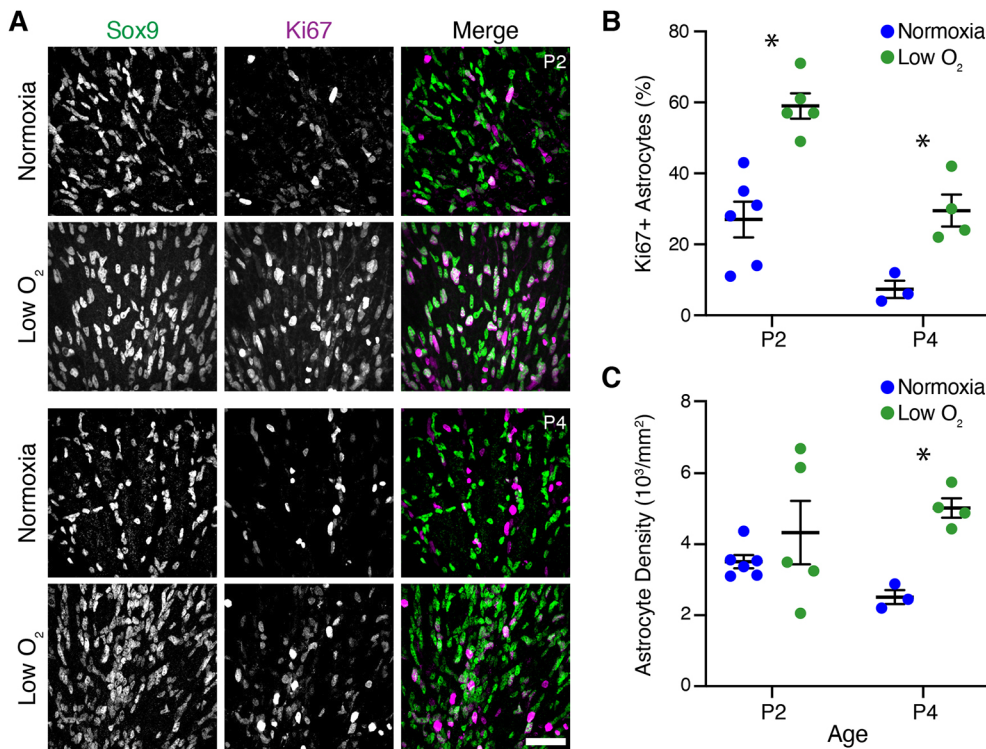 A
Sox9 Ki67 Merge
Normoxia
P2
Low O₂
Normoxia
P4
Low O₂
B
Normoxia
Low O₂
Ki67+ Astrocytes (%)
80
60
40
20
0
*
*
P2 P4
C
Normoxia
Low O₂
Astrocyte Density (10³/mm²)
8
6
4
2
0
*
P2 P4
Age